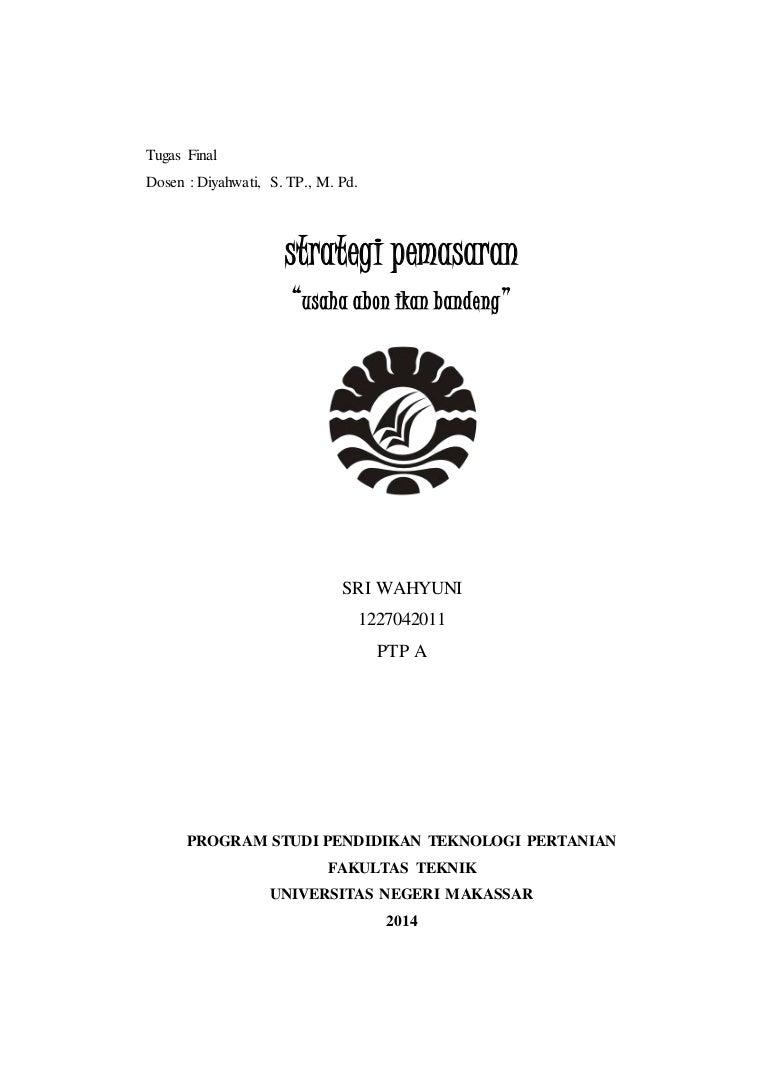 Tugas Final
Dosen : Diyahwati, S. TP., M. Pd.
strategi pemasaran
“usaha abon ikan bandeng”
SRI WAHYUNI
1227042011
PTP A
PROGRAM STUDI PENDIDIKAN TEKNOLOGI PERTANIAN
FAKULTAS TEKNIK
UNIVERSITAS NEGERI MAKASSAR
2014